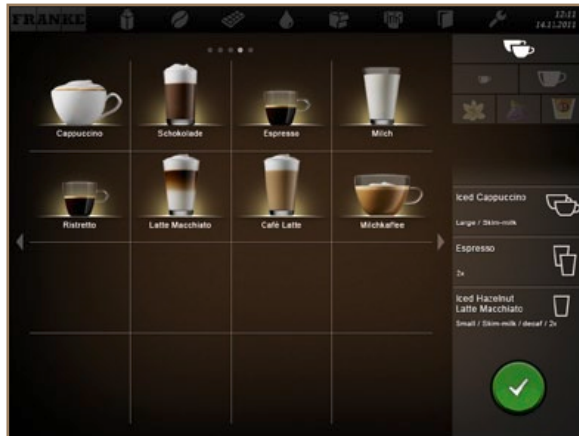 FRANKE
12:11
14.11.2011
Cappuccino
Schokolade
Espresso
Milch
Ristretto
Latte Macchiato
Café Latte
Milchkaffee
Iced Cappuccino
Large / Skim-milk
Espresso
2x
Iced Hazelnut
Latte Macchiato
Small / Skim-milk / decaf / 2x